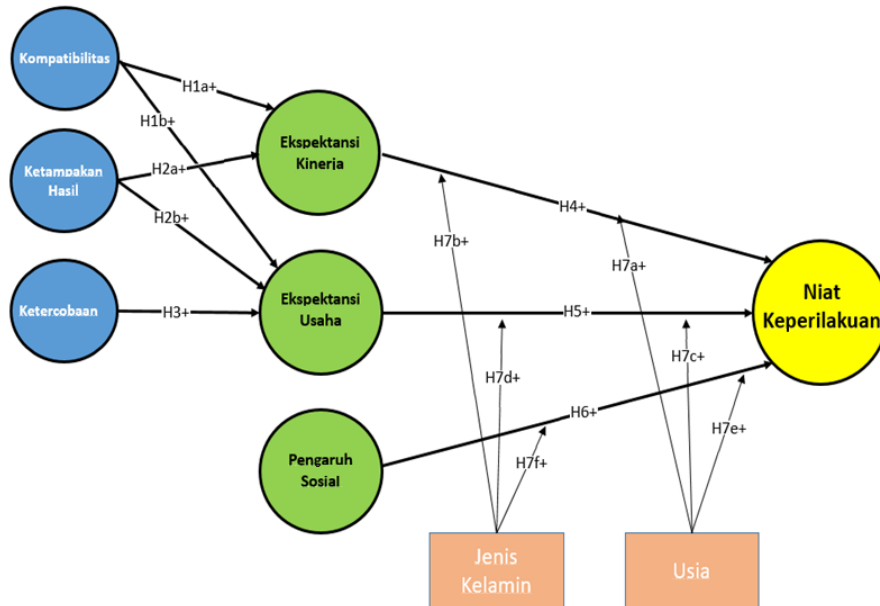 Kompatibilitas
H1a+
H1b+
Ekspektansi
Kinerja
Ketampakan
Hasil
H2a+
H2b+
H4+
H7b+
H7a+
Ketercobaan
H3+
Ekspektansi
Usaha
H5+
Niat
Keperilakuan
H7d+
H7c+
H6+
H7e+
H7f+
Pengaruh
Sosial
Jenis
Kelamin
Usia